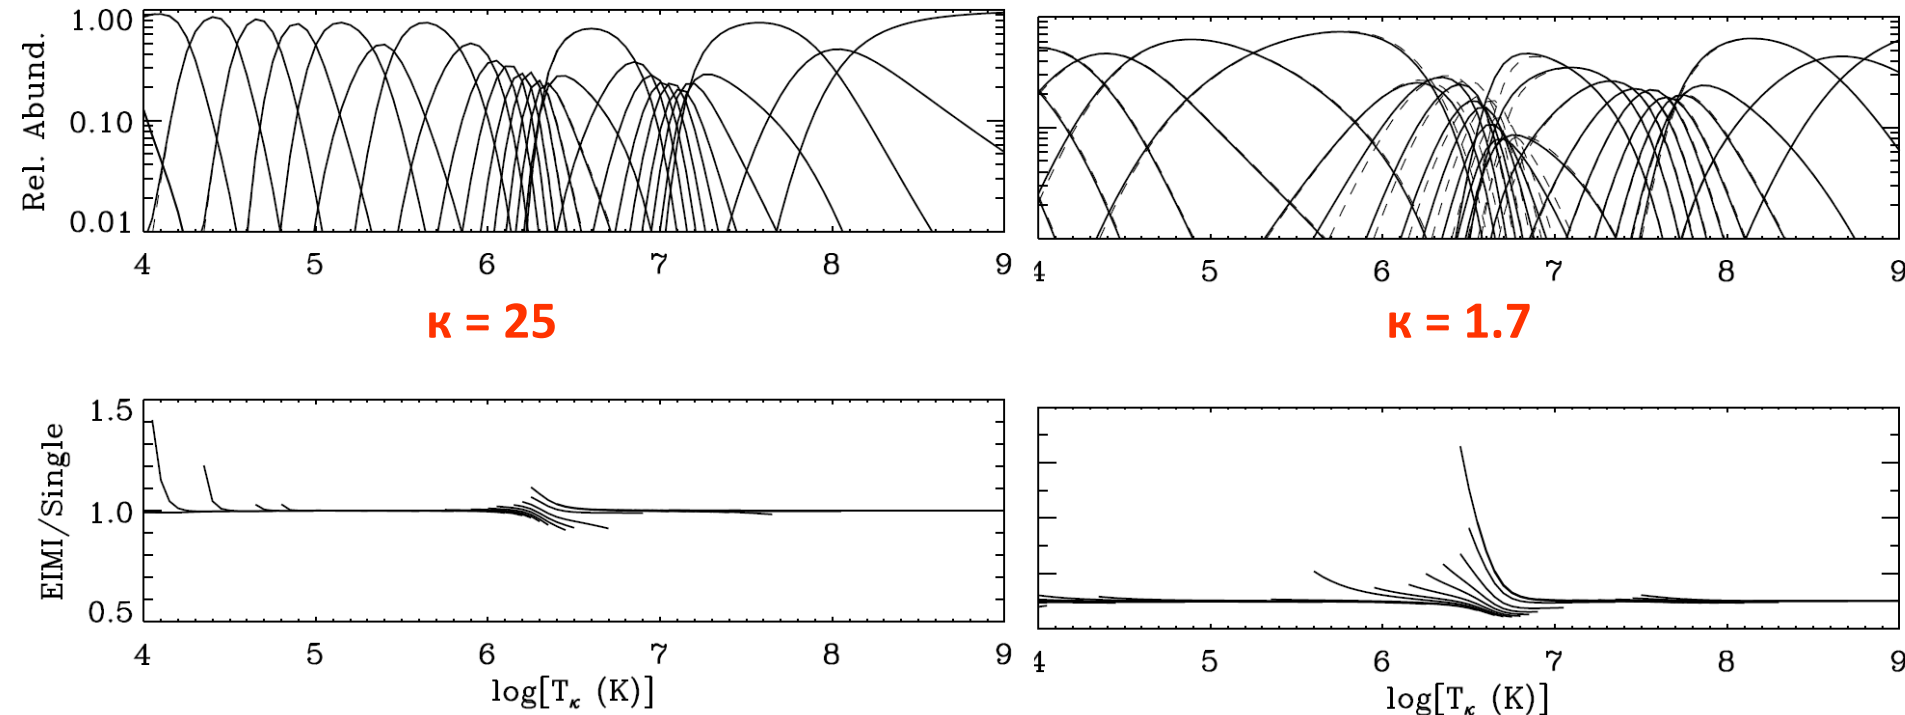 Rel. Abund.
1.00
0.10
0.01
4 5 6 7 8 9
4 5 6 7 8 9
κ = 25
κ = 1.7
EIMI/Single
1.5
1.0
0.5
4 5 6 7 8 9
4 5 6 7 8 9
log[Tκ (K)]
log[Tκ (K)]